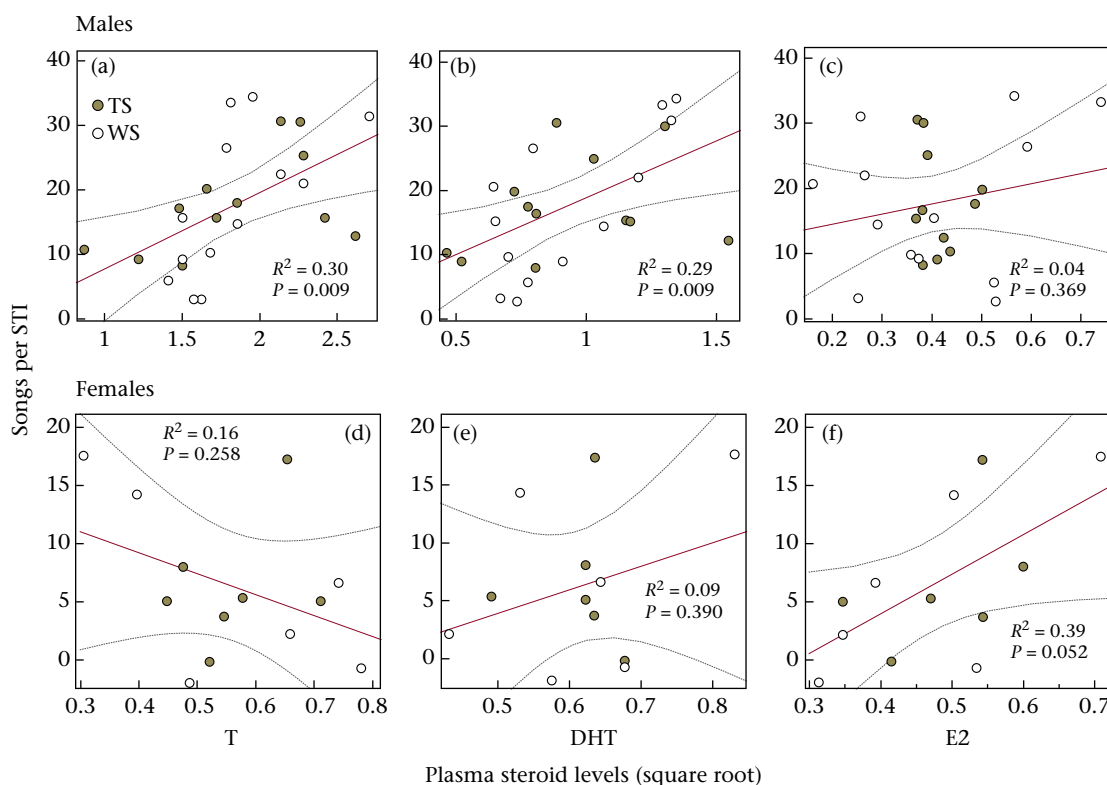 Males
(a)
TS
WS
R² = 0.30
P = 0.009
40
30
20
10
0
1
1.5
2
2.5
(b)
R² = 0.29
P = 0.009
40
30
20
10
0
0.5
1
1.5
(c)
R² = 0.04
P = 0.369
40
30
20
10
0
0.2
0.3
0.4
0.5
0.6
0.7
Songs per STI
Females
(d)
R² = 0.16
P = 0.258
20
15
10
5
0
0.3
0.4
0.5
0.6
0.7
0.8
T
(e)
R² = 0.09
P = 0.390
20
15
10
5
0
0.5
0.6
0.7
0.8
DHT
(f)
R² = 0.39
P = 0.052
20
15
10
5
0
0.3
0.4
0.5
0.6
0.7
E2
Plasma steroid levels (square root)